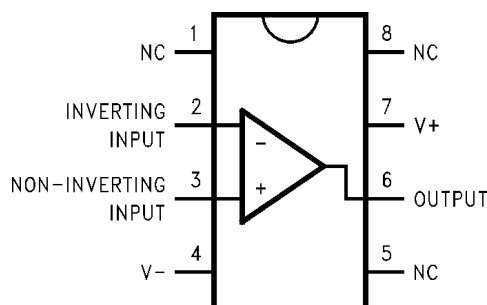 1
NC
8
NC
INVERTING
INPUT
2
7
V+
−
NON-INVERTING
INPUT
3
+
6
OUTPUT
4
V-
5
NC